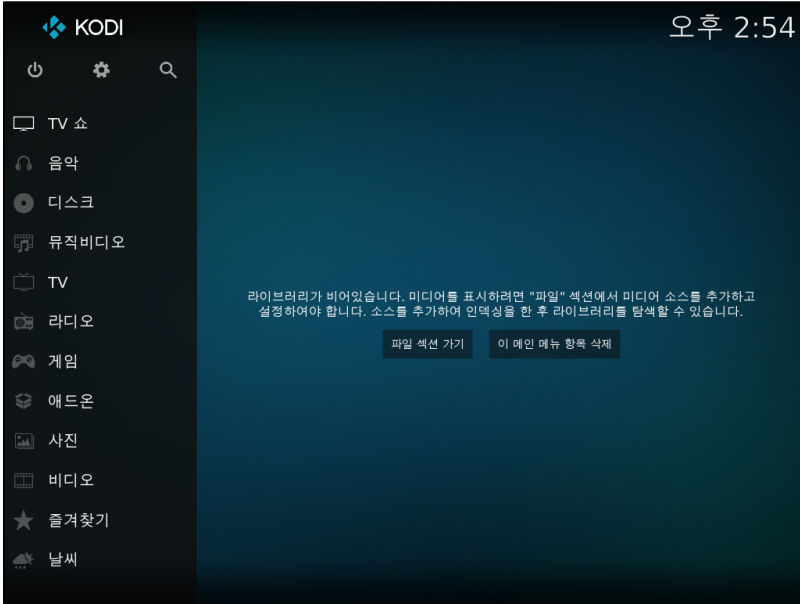 KODI
오후 2:54
TV 쇼
음악
디스크
뮤직비디오
TV
라디오
게임
애드온
사진
비디오
즐겨찾기
날씨
라이브러리가 비어있습니다. 미디어를 표시하려면 "파일" 섹션에서 미디어 소스를 추가하고
설정하여야 합니다. 소스를 추가하여 인덱싱을 한 후 라이브러리를 탐색할 수 있습니다.
파일 섹션 가기
이 메인 메뉴 항목 삭제